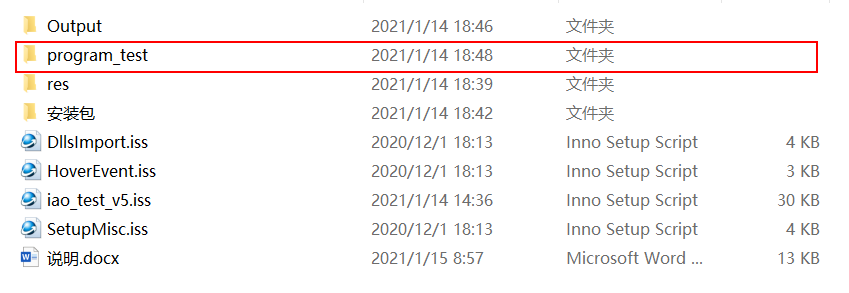 Output 2021/1/14 18:46 文件夹
program_test 2021/1/14 18:48 文件夹
res 2021/1/14 18:39 文件夹
安装包 2021/1/14 18:42 文件夹
DllsImport.iss 2020/12/1 18:13 Inno Setup Script 4 KB
HoverEvent.iss 2020/12/1 18:13 Inno Setup Script 3 KB
iao_test_v5.iss 2021/1/14 14:36 Inno Setup Script 30 KB
SetupMisc.iss 2020/12/1 18:13 Inno Setup Script 4 KB
说明.docx 2021/1/15 8:57 Microsoft Word ... 13 KB